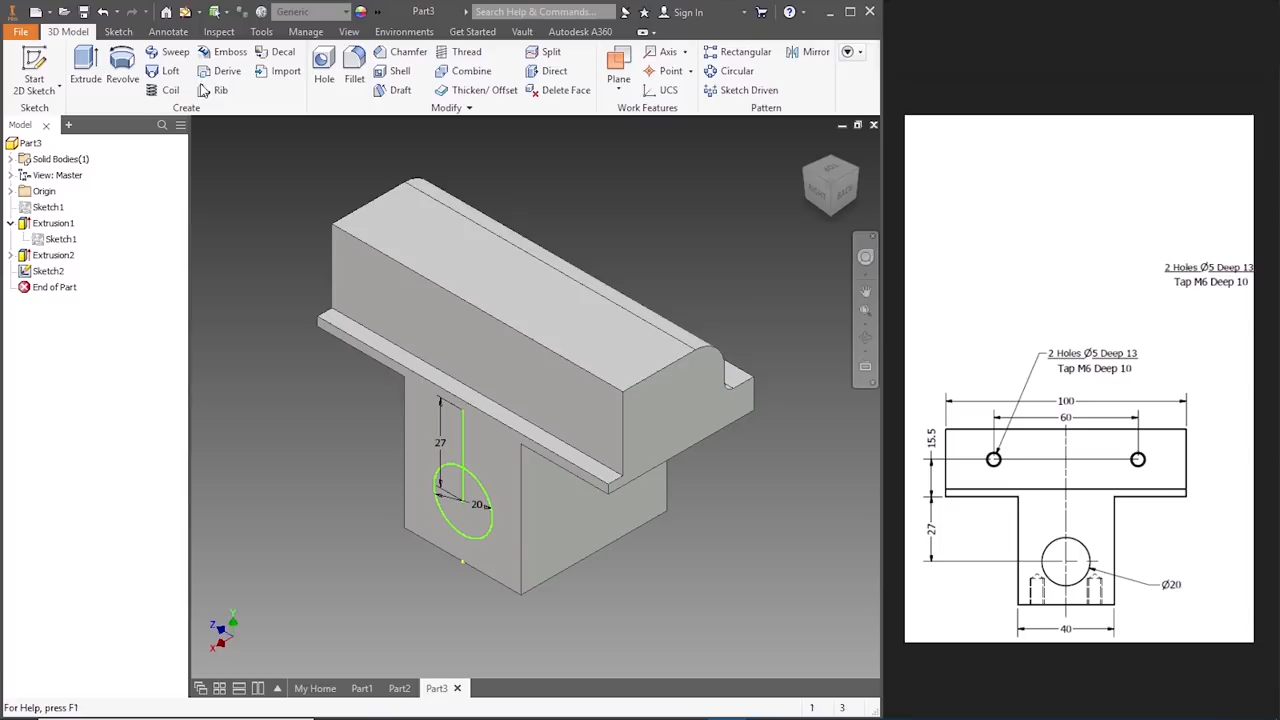 Generic
Part3
Search Help & Commands...
Sign In
File
3D Model
Sketch
Annotate
Inspect
Tools
Manage
View
Environments
Get Started
Vault
Autodesk A360
Start
2D Sketch
Extrude
Revolve
Sweep
Loft
Coil
Emboss
Derive
Rib
Decal
Import
Hole
Fillet
Chamfer
Shell
Draft
Thread
Combine
Thicken/ Offset
Split
Direct
Delete Face
Plane
Axis
Point
UCS
Rectangular
Circular
Sketch Driven
Mirror
Sketch
Create
Modify
Work Features
Pattern
Model
Part3
Solid Bodies(1)
View: Master
Origin
Sketch1
Extrusion1
Sketch1
Extrusion2
Sketch2
End of Part
TOP
RIGHT
BACK
27
20
Y
Z
X
My Home
Part1
Part2
Part3
For Help, press F1
1
3
2 Holes Ø5 Deep 13
Tap M6 Deep 10
2 Holes Ø5 Deep 13
Tap M6 Deep 10
100
60
15.5
27
Ø20
40